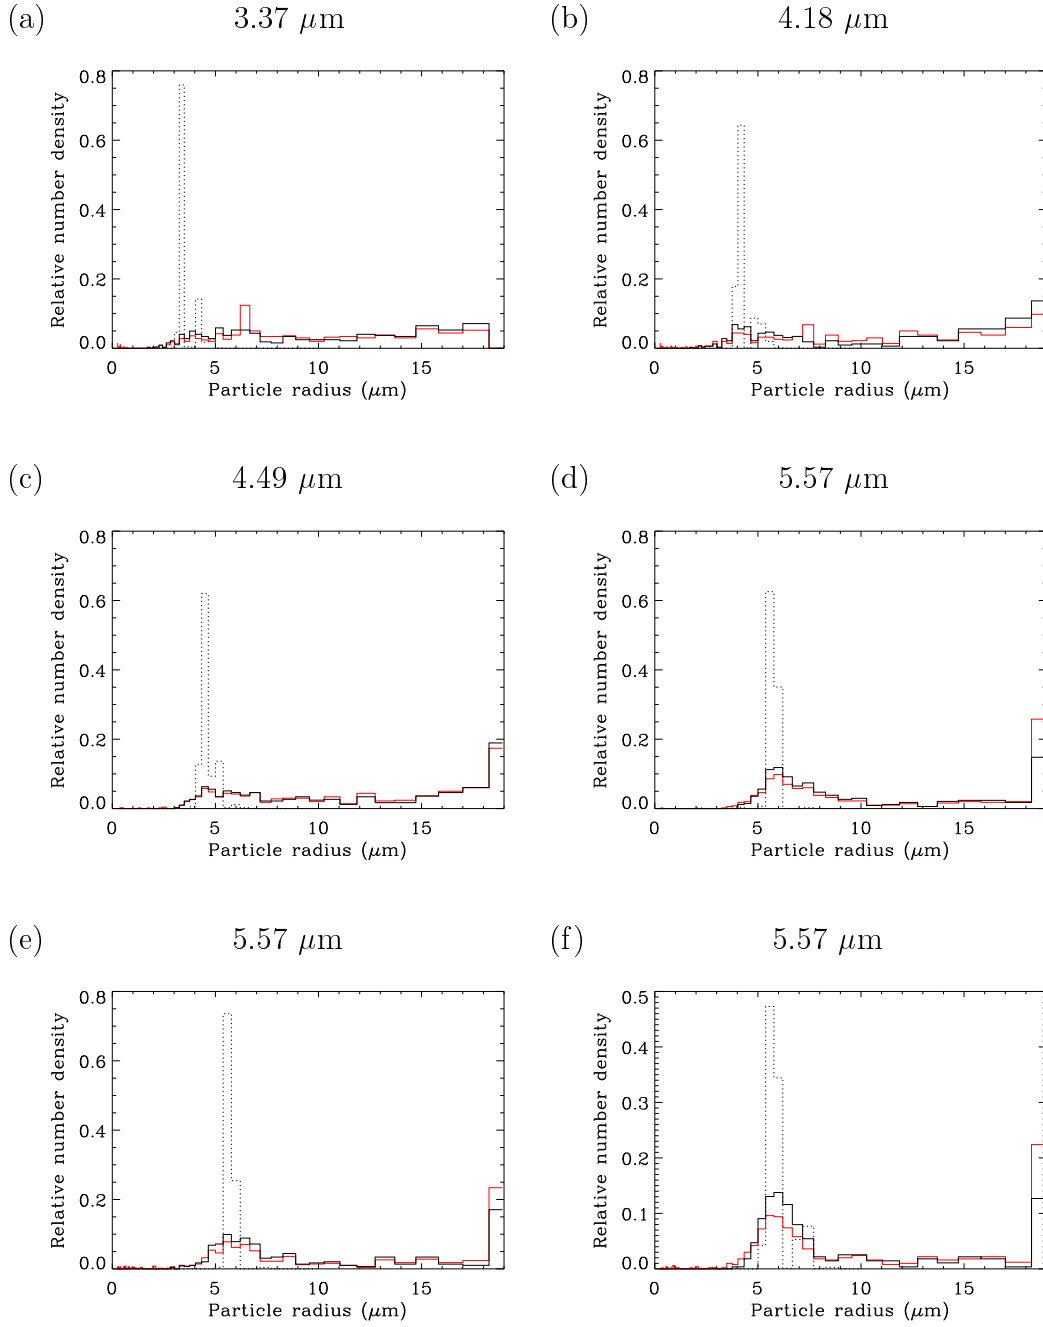 (a) 3.37 μm
(b) 4.18 μm
Relative number density
0.8
0.6
0.4
0.2
0.0
0 5 10 15
Particle radius (μm)
Relative number density
0.8
0.6
0.4
0.2
0.0
0 5 10 15
Particle radius (μm)
(c) 4.49 μm
(d) 5.57 μm
Relative number density
0.8
0.6
0.4
0.2
0.0
0 5 10 15
Particle radius (μm)
Relative number density
0.8
0.6
0.4
0.2
0.0
0 5 10 15
Particle radius (μm)
(e) 5.57 μm
(f) 5.57 μm
Relative number density
0.8
0.6
0.4
0.2
0.0
0 5 10 15
Particle radius (μm)
Relative number density
0.5
0.4
0.3
0.2
0.1
0.0
0 5 10 15
Particle radius (μm)